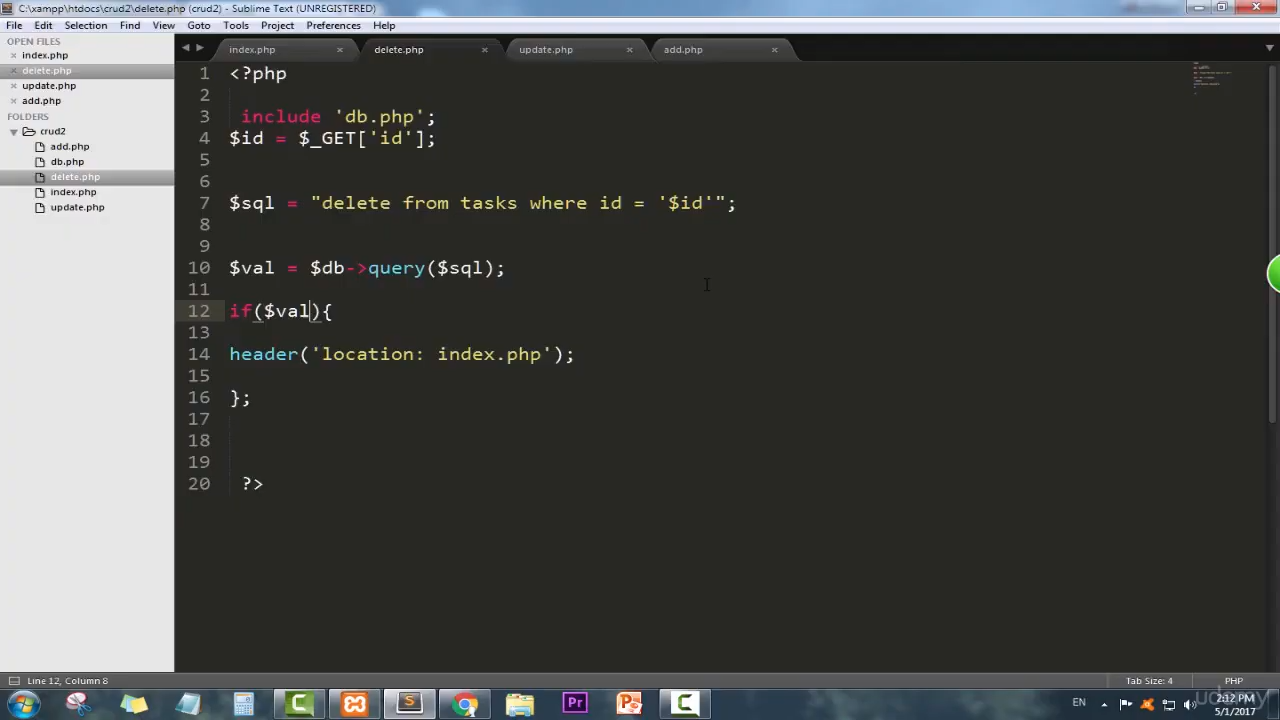 C:\xampp\htdocs\crud2\delete.php (crud2) - Sublime Text (UNREGISTERED)
File Edit Selection Find View Goto Tools Project Preferences Help
OPEN FILES
index.php
delete.php
update.php
add.php
FOLDERS
crud2
add.php
db.php
delete.php
index.php
update.php
index.php delete.php update.php add.php
1 <?php
2
3 include 'db.php';
4 $id = $_GET['id'];
5
6
7 $sql = "delete from tasks where id = '$id'";
8
9
10 $val = $db->query($sql);
11
12 if($val){
13
14 header('location: index.php');
15
16 };
17
18
19
20 ?>
Line 12, Column 8 Tab Size: 4 PHP
EN 2:12 PM
5/1/2017
udemy